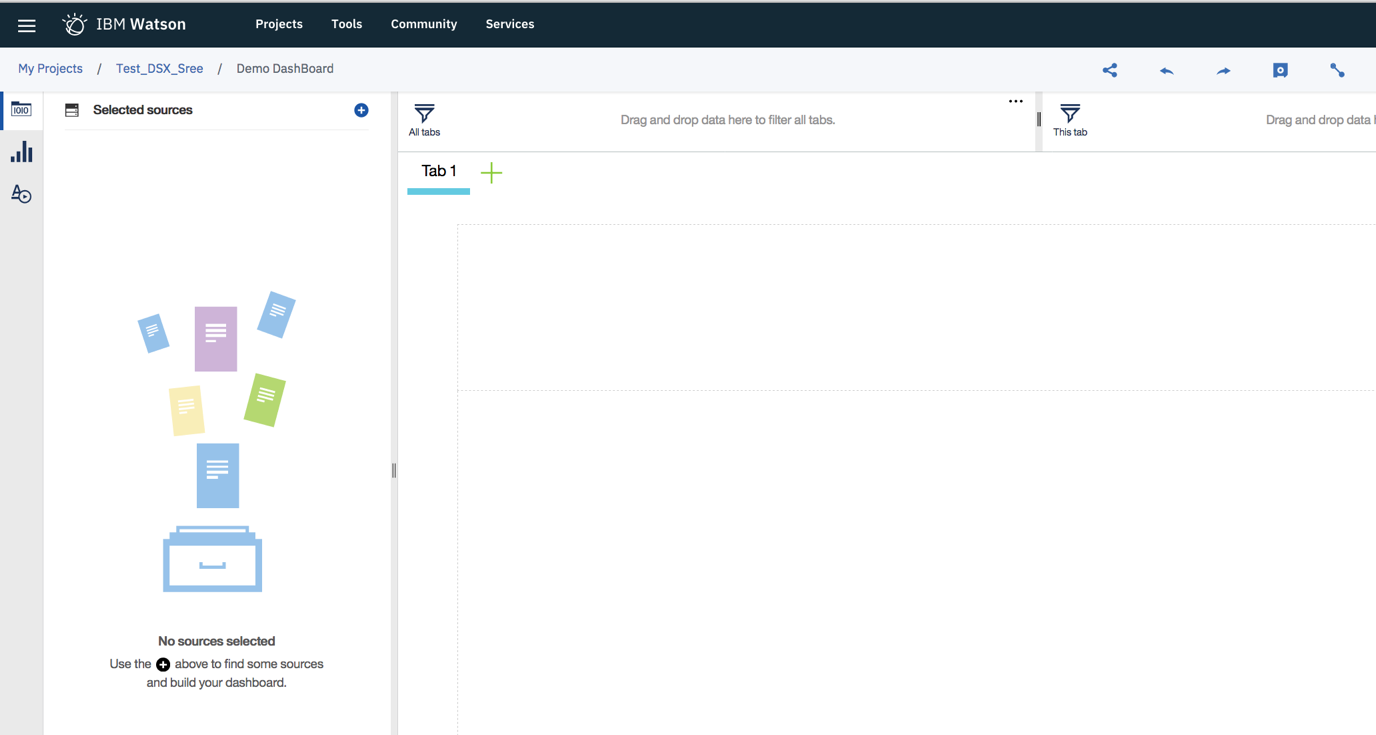 IBM Watson Projects Tools Community Services
My Projects / Test_DSX_Sree / Demo DashBoard
1010 Selected sources
All tabs
Drag and drop data here to filter all tabs.
This tab
Drag and drop data
Tab 1
No sources selected
Use the + above to find some sources
and build your dashboard.